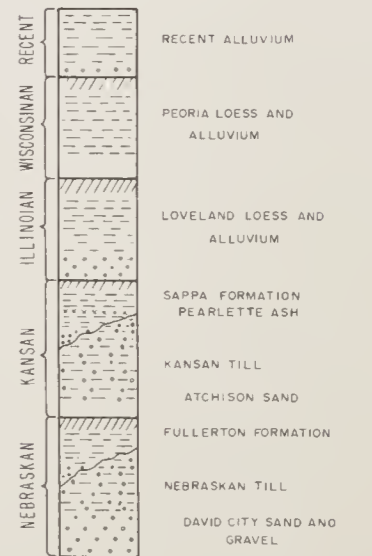 RECENT
RECENT ALLUVIUM
WISCONSINAN
PEORIA LOESS AND
ALLUVIUM
ILLINOIAN
LOVELAND LOESS AND
ALLUVIUM
KANSAN
SAPPA FORMATION
PEARLETTE ASH
KANSAN TILL
ATCHISON SAND
NEBRASKAN
FULLERTON FORMATION
NEBRASKAN TILL
DAVID CITY SAND AND
GRAVEL